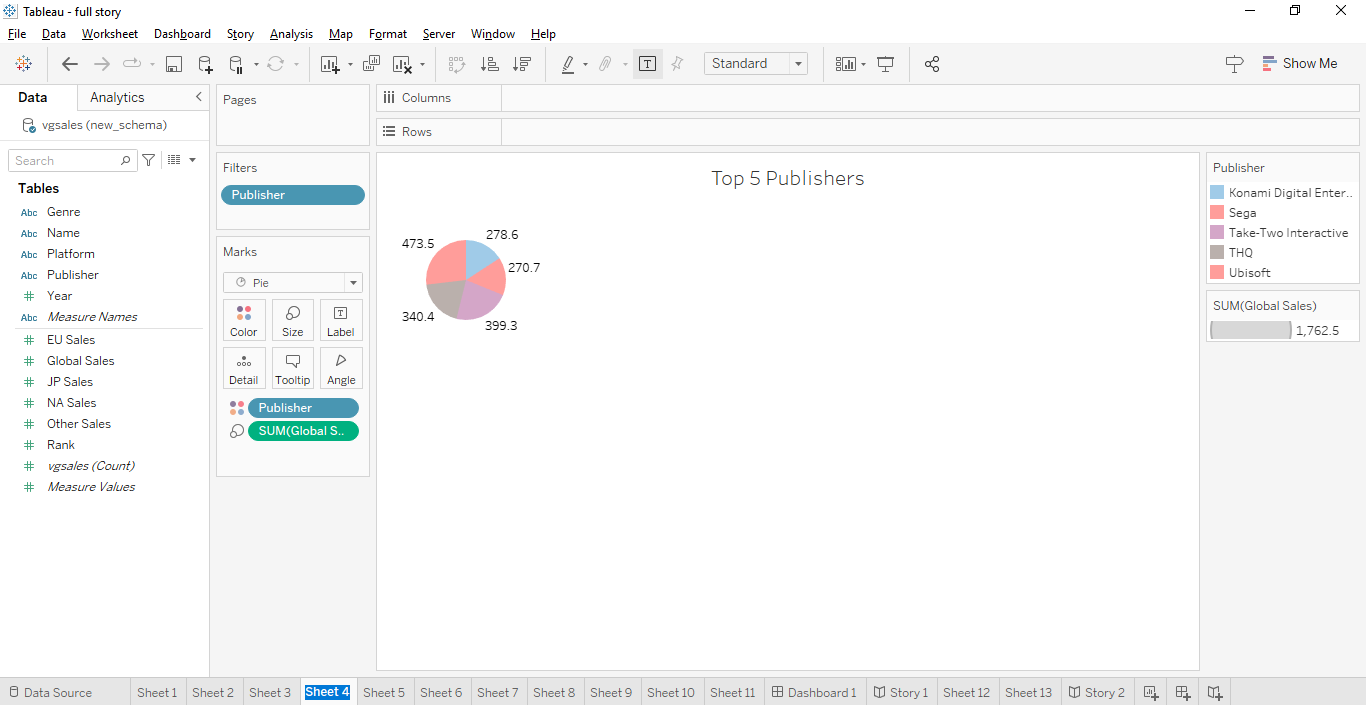 Tableau - full story
File Data Worksheet Dashboard Story Analysis Map Format Server Window Help
Standard
Show Me
Data Analytics
vgsales (new_schema)
Search
Tables
Abc Genre
Abc Name
Abc Platform
Abc Publisher
# Year
Abc Measure Names
# EU Sales
# Global Sales
# JP Sales
# NA Sales
# Other Sales
# Rank
# vgsales (Count)
# Measure Values
Pages
Filters
Publisher
Marks
Pie
Color Size Label
Detail Tooltip Angle
Publisher
SUM(Global S..
Columns
Rows
Top 5 Publishers
473.5 278.6
270.7
340.4 399.3
Publisher
Konami Digital Enter..
Sega
Take-Two Interactive
THQ
Ubisoft
SUM(Global Sales)
1,762.5
Data Source Sheet 1 Sheet 2 Sheet 3 Sheet 4 Sheet 5 Sheet 6 Sheet 7 Sheet 8 Sheet 9 Sheet 10 Sheet 11 Dashboard 1 Story 1 Sheet 12 Sheet 13 Story 2